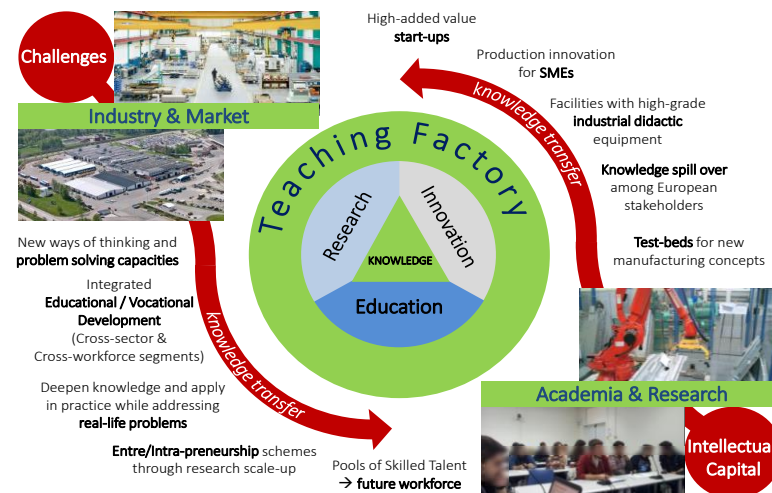 High-added value
start-ups
Challenges
Production innovation
for SMEs
Industry & Market
knowledge transfer
Facilities with high-grade
industrial didactic
equipment
Teaching Factory
Knowledge spill over
among European
stakeholders
Research
Innovation
KNOWLEDGE
Education
Test-beds for new
manufacturing concepts
New ways of thinking and
problem solving capacities
Integrated
Educational / Vocational
Development
(Cross-sector &
Cross-workforce segments)
knowledge transfer
Deepen knowledge and apply
in practice while addressing
real-life problems
Entre/Intra-preneurship schemes
through research scale-up
Pools of Skilled Talent
→ future workforce
Academia & Research
Intellectua
Capital